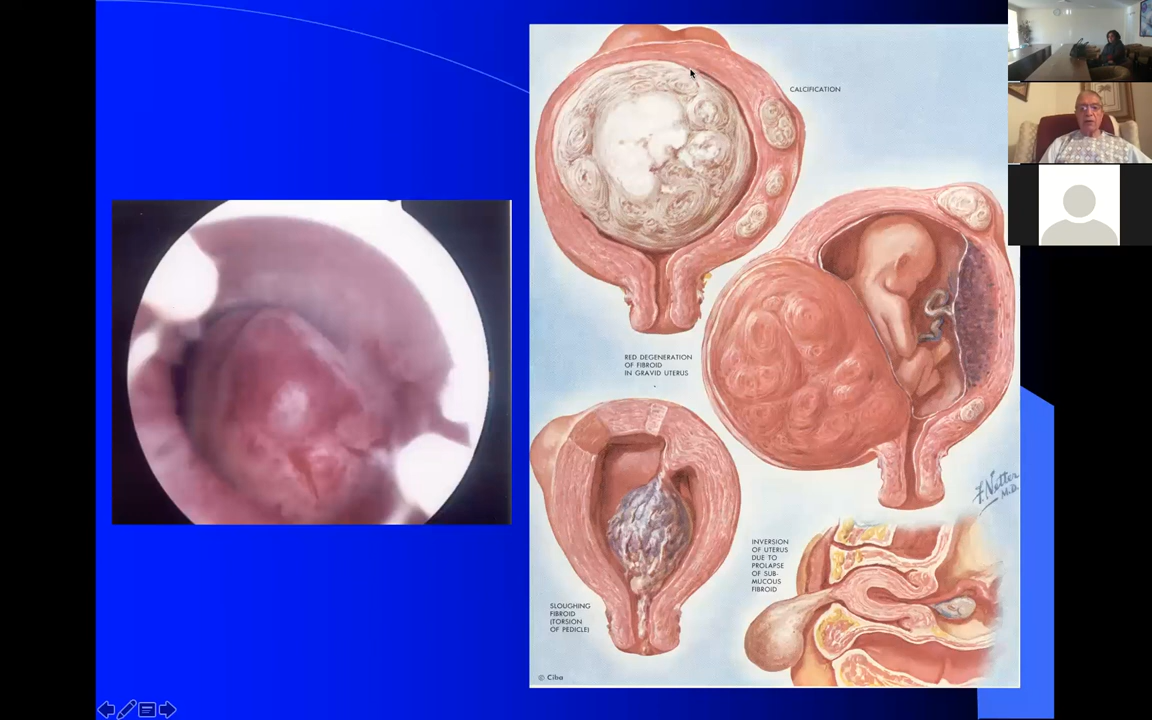 CALCIFICATION
RED DEGENERATION
OF FIBROID
IN GRAVID UTERUS
F. Netter
M.D.
INVERSION
OF UTERUS
DUE TO
PROLAPSE
OF SUB-
MUCOUS
FIBROID
SLOUGHING
FIBROID
(TORSION
OF PEDICLE)
© Ciba